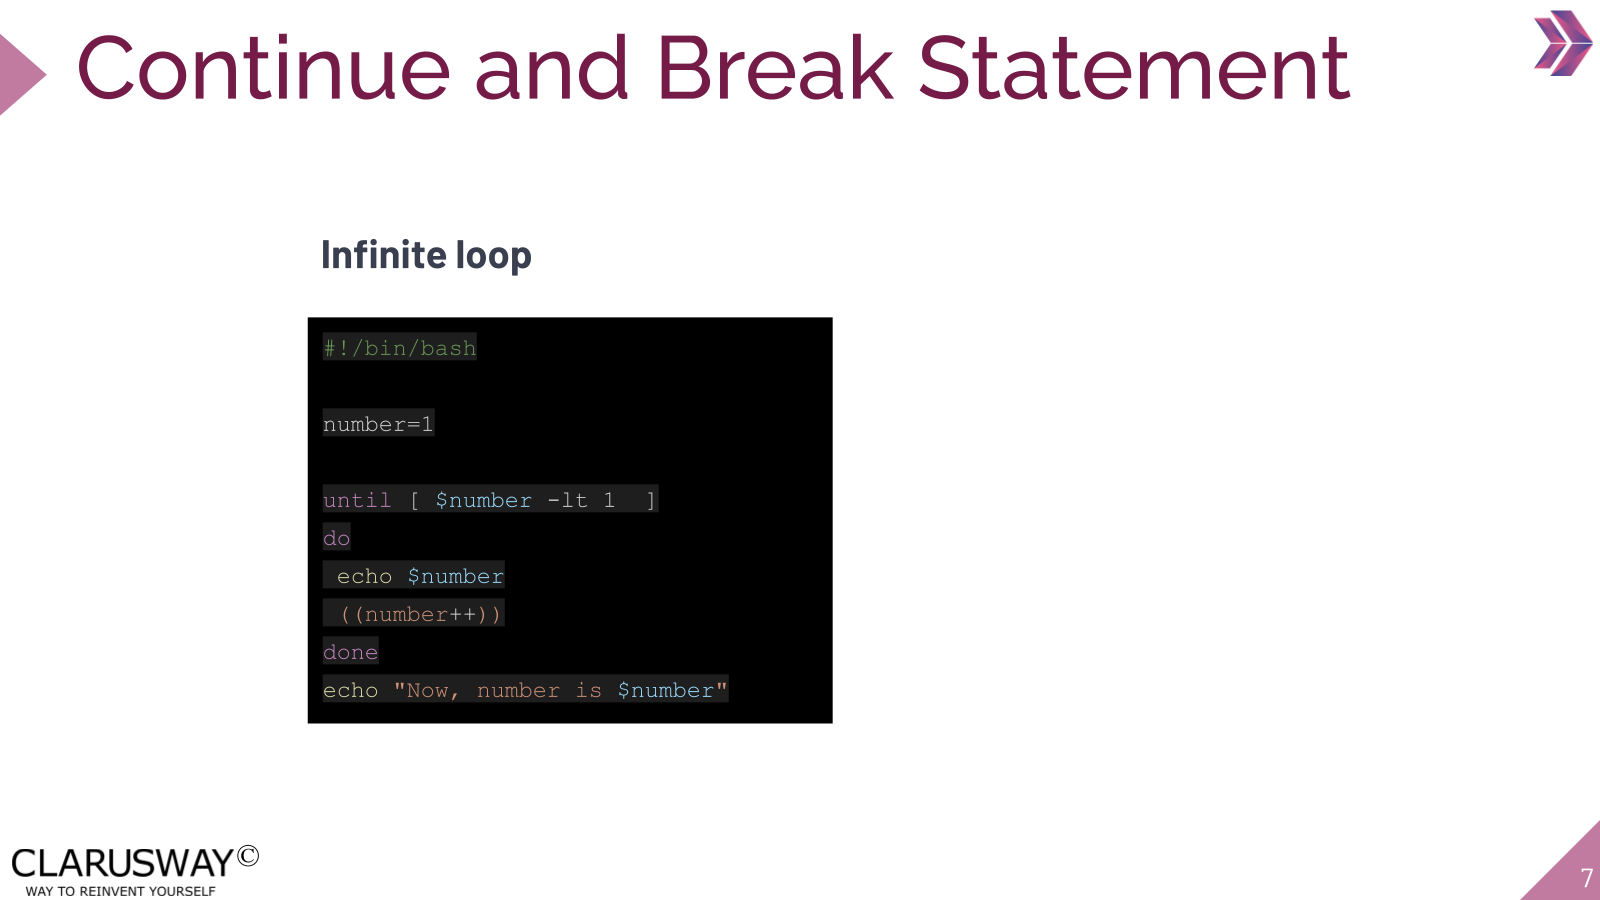 Continue and Break Statement
Infinite loop
#!/bin/bash
number=1
until [ $number -lt 1  ]
do
 echo $number
 ((number++))
done
echo "Now, number is $number"
CLARUSWAY©
WAY TO REINVENT YOURSELF
7